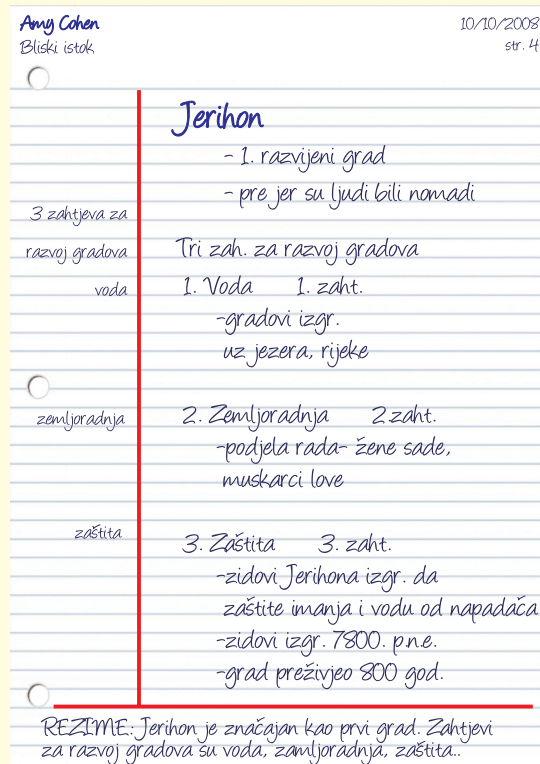 Amy Cohen 10/10/2008
Bliski istok str. 4
Jerihon
- 1. razvijeni grad
- pre jer su ljudi bili nomadi
3 zahtjeva za
razvoj gradova Tri zah. za razvoj gradova
voda 1. Voda 1. zaht.
-gradovi izgr.
uz jezera, rijeke
zemljoradnja 2. Zemljoradnja 2.zaht.
-podjela rada- žene sade,
muskarci love
zaštita 3. Zaštita 3. zaht.
-zidovi Jerihona izgr. da
zaštite imanja i vodu od napadača
-zidovi izgr. 7800. p.n.e.
-grad preživjeo 800 god.
REZIME: Jerihon je značajan kao prvi grad. Zahtjevi
za razvoj gradova su voda, zamljoradnja, zaštita..